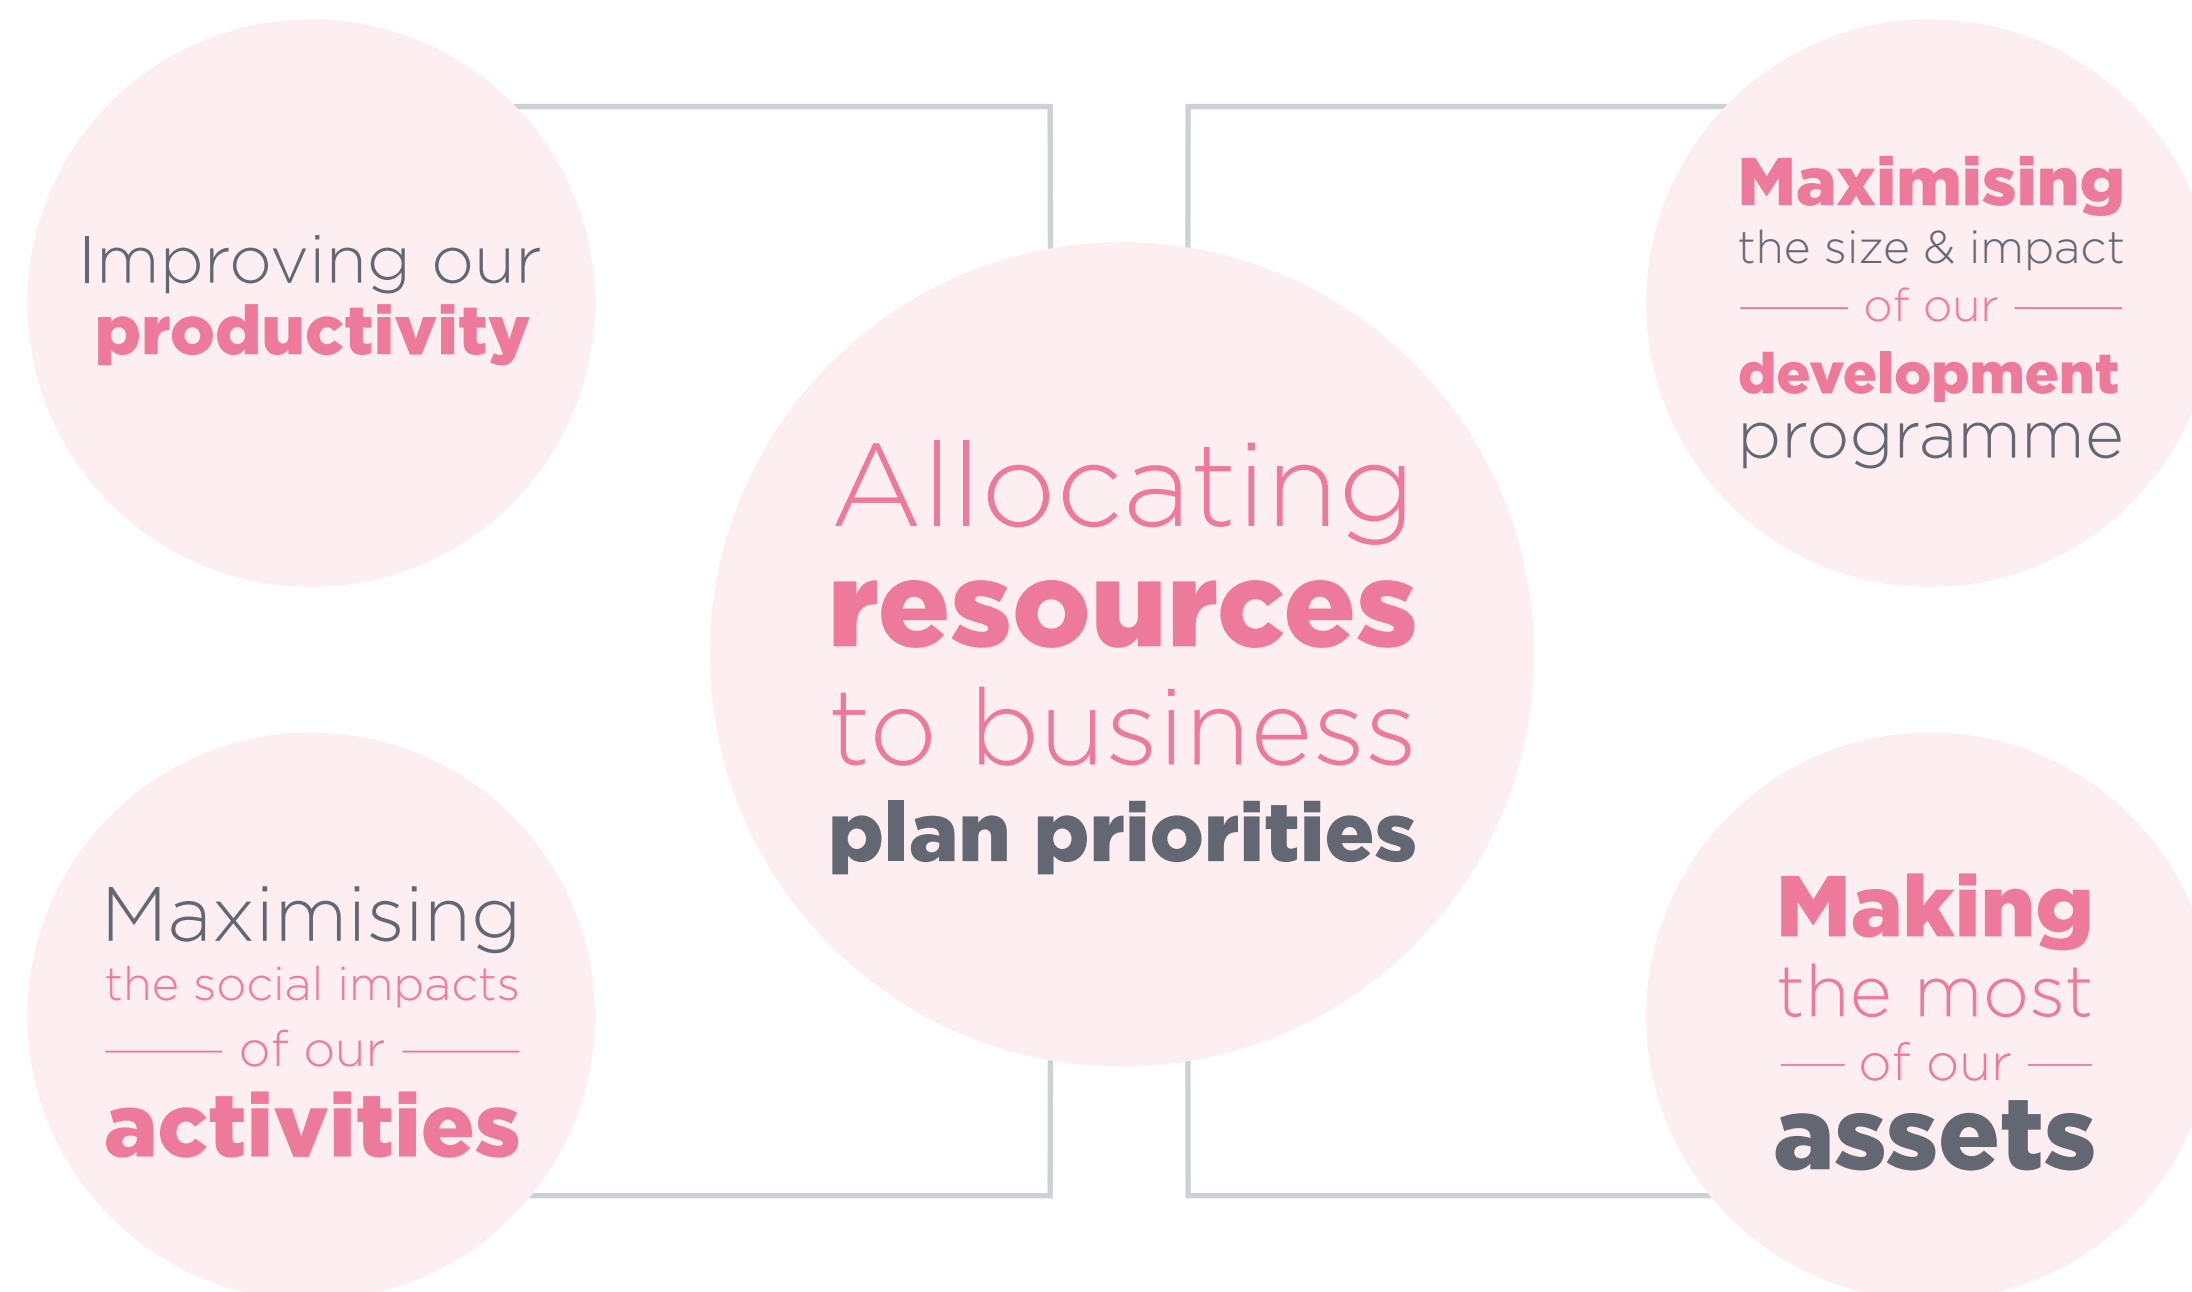 Improving our
productivity
Maximising
the size & impact
of our
development
programme
Allocating
resources
to business
plan priorities
Maximising
the social impacts
of our
activities
Making
the most
of our
assets